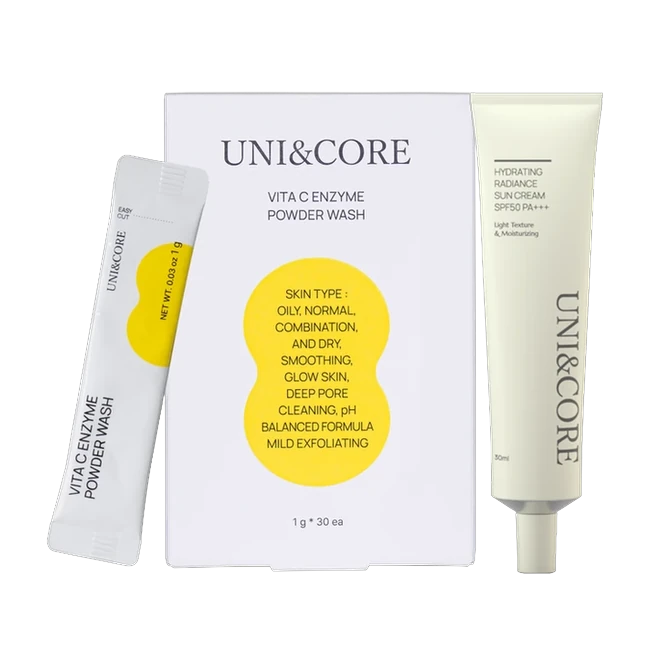 EASY
CUT
UNI&CORE
NET WT. 0.03 oz 1 g
VITA C ENZYME
POWDER WASH
UNI&CORE
VITA C ENZYME
POWDER WASH
SKIN TYPE :
OILY, NORMAL,
COMBINATION,
AND DRY,
SMOOTHING,
GLOW SKIN,
DEEP PORE
CLEANING, pH
BALANCED FORMULA
MILD EXFOLIATING
1 g * 30 ea
HYDRATING
RADIANCE
SUN CREAM
SPF50 PA+++
Light Texture
& Moisturizing
UNI&CORE
30ml